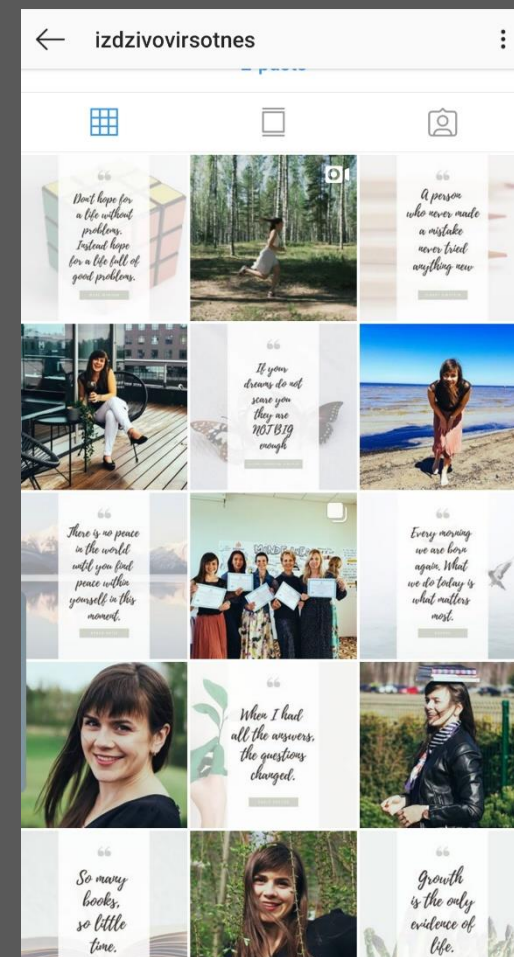 izdzivovirsotnes
Don't hope for
a life without
problems.
Instead hope
for a life full of
good problems.
A person
who never made
a mistake
never tried
anything new
If your
dreams do not
scare you
they are
NOT BIG
enough
There is no peace
in the world
until you find
peace within
yourself in this
moment.
Every morning
we are born
again. What
we do today is
what matters
most.
When I had
all the answers,
the questions
changed.
So many
books,
so little
time.
Growth
is the only
evidence of
life.